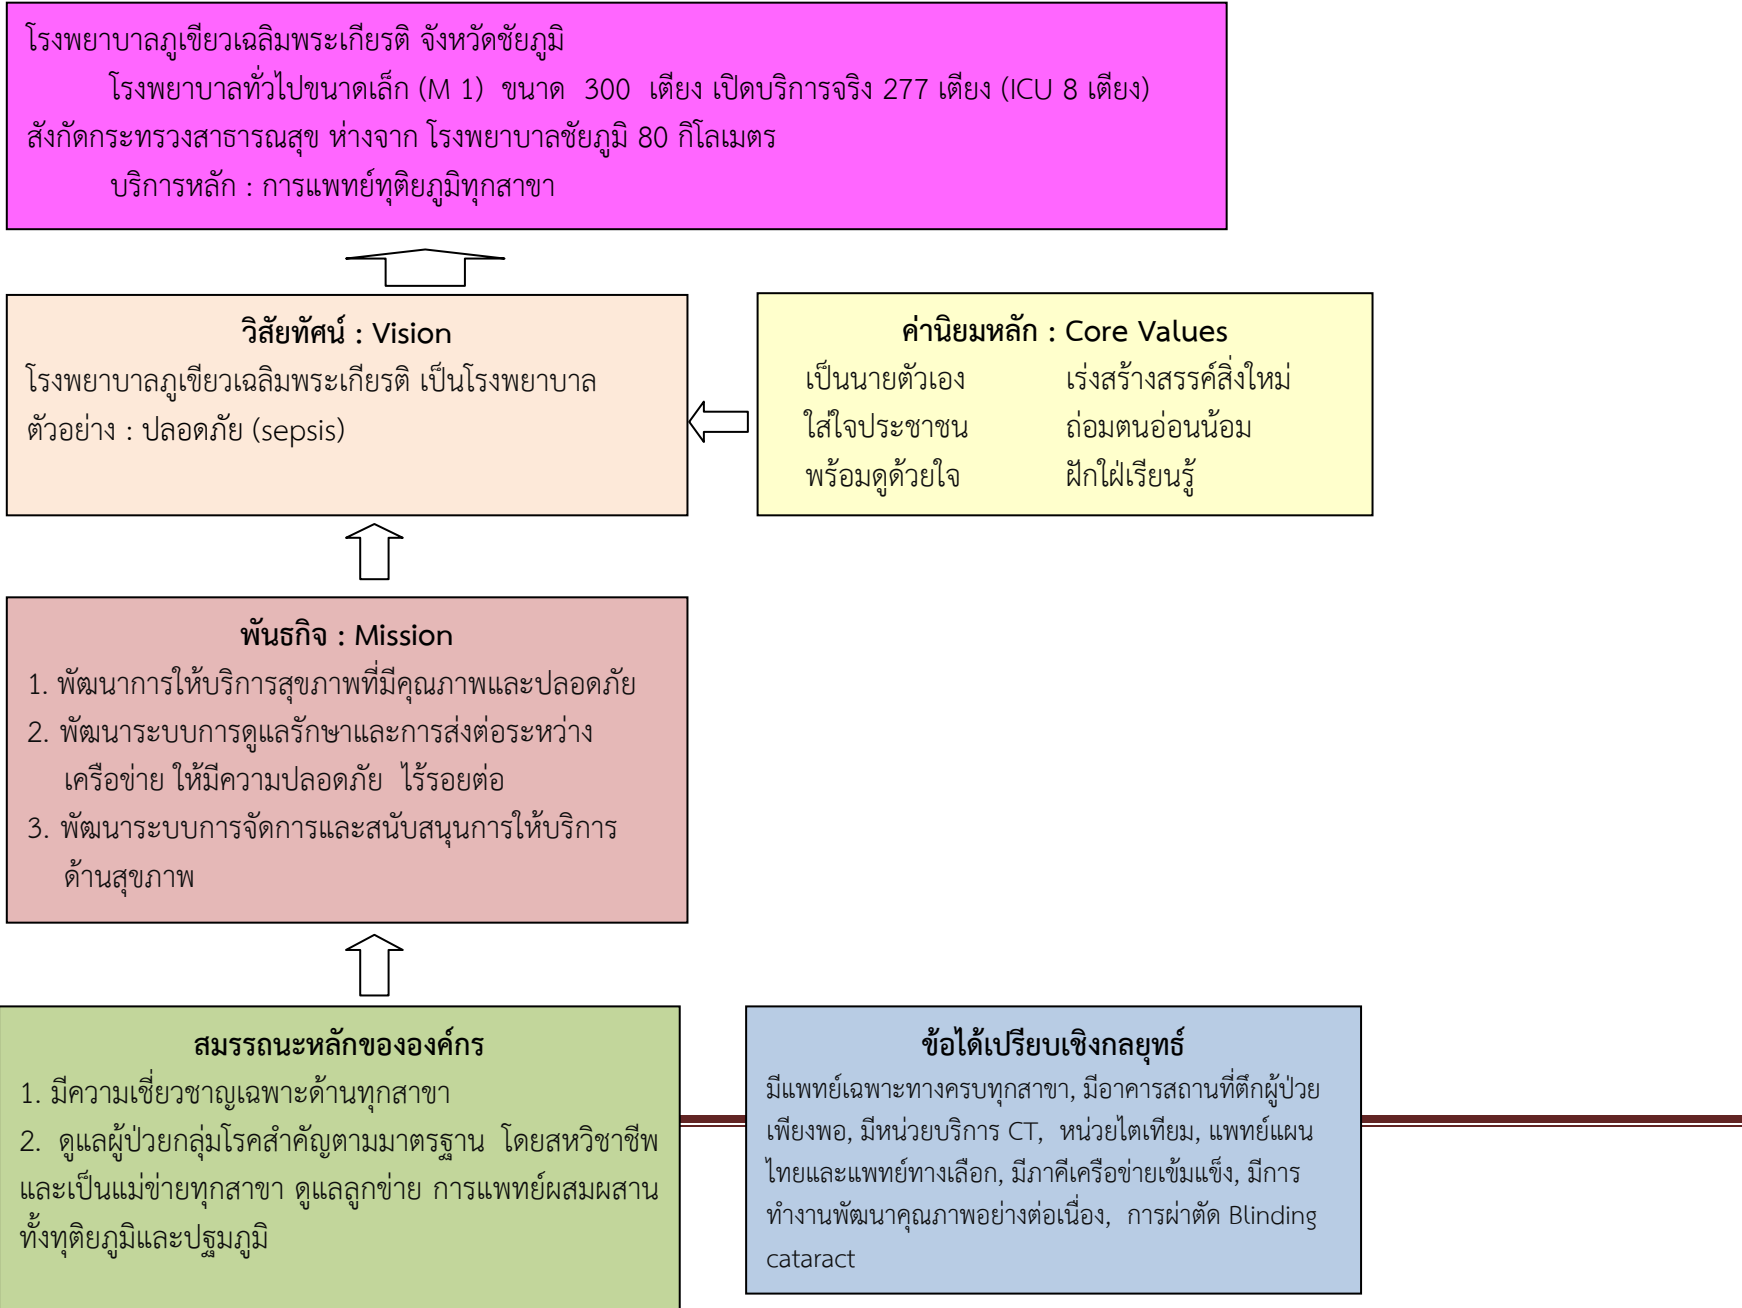 โรงพยาบาลภูเขียวเฉลิมพระเกียรติ จังหวัดชัยภูมิ
โรงพยาบาลทั่วไปขนาดเล็ก (M 1) ขนาด 300 เตียง เปิดบริการจริง 277 เตียง (ICU 8 เตียง)
สังกัดกระทรวงสาธารณสุข ห่างจาก โรงพยาบาลชัยภูมิ 80 กิโลเมตร
บริการหลัก : การแพทย์ทุติยภูมิทุกสาขา
วิสัยทัศน์ : Vision
โรงพยาบาลภูเขียวเฉลิมพระเกียรติ เป็นโรงพยาบาล
ตัวอย่าง : ปลอดภัย (sepsis)
ค่านิยมหลัก : Core Values
เป็นนายตัวเอง เร่งสร้างสรรค์สิ่งใหม่
ใส่ใจประชาชน ถ่อมตนอ่อนน้อม
พร้อมดูด้วยใจ ฝักใฝ่เรียนรู้
พันธกิจ : Mission
1. พัฒนาการให้บริการสุขภาพที่มีคุณภาพและปลอดภัย
2. พัฒนาระบบการดูแลรักษาและการส่งต่อระหว่าง
เครือข่าย ให้มีความปลอดภัย ไร้รอยต่อ
3. พัฒนาระบบการจัดการและสนับสนุนการให้บริการ
ด้านสุขภาพ
สมรรถนะหลักขององค์กร
1. มีความเชี่ยวชาญเฉพาะด้านทุกสาขา
2. ดูแลผู้ป่วยกลุ่มโรคสำคัญตามมาตรฐาน โดยสหวิชาชีพ
และเป็นแม่ข่ายทุกสาขา ดูแลลูกข่าย การแพทย์ผสมผสาน
ทั้งทุติยภูมิและปฐมภูมิ
ข้อได้เปรียบเชิงกลยุทธ์
มีแพทย์เฉพาะทางครบทุกสาขา, มีอาคารสถานที่ตึกผู้ป่วย
เพียงพอ, มีหน่วยบริการ CT, หน่วยไตเทียม, แพทย์แผน
ไทยและแพทย์ทางเลือก, มีภาคีเครือข่ายเข้มแข็ง, มีการ
ทำงานพัฒนาคุณภาพอย่างต่อเนื่อง, การผ่าตัด Blinding
cataract